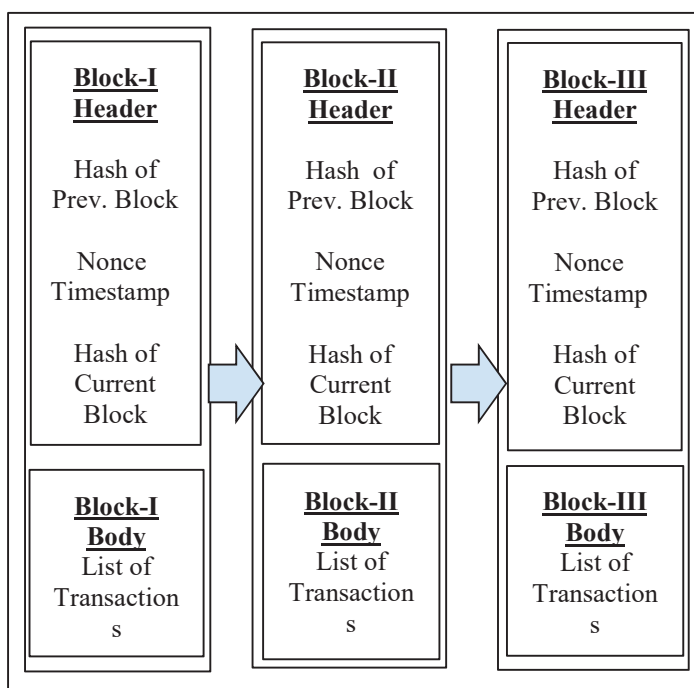 Block-I
Header
Hash of
Prev. Block
Nonce
Timestamp
Hash of
Current
Block
Block-I
Body
List of
Transaction
s
Block-II
Header
Hash of
Prev. Block
Nonce
Timestamp
Hash of
Current
Block
Block-II
Body
List of
Transaction
s
Block-III
Header
Hash of
Prev. Block
Nonce
Timestamp
Hash of
Current
Block
Block-III
Body
List of
Transaction
s